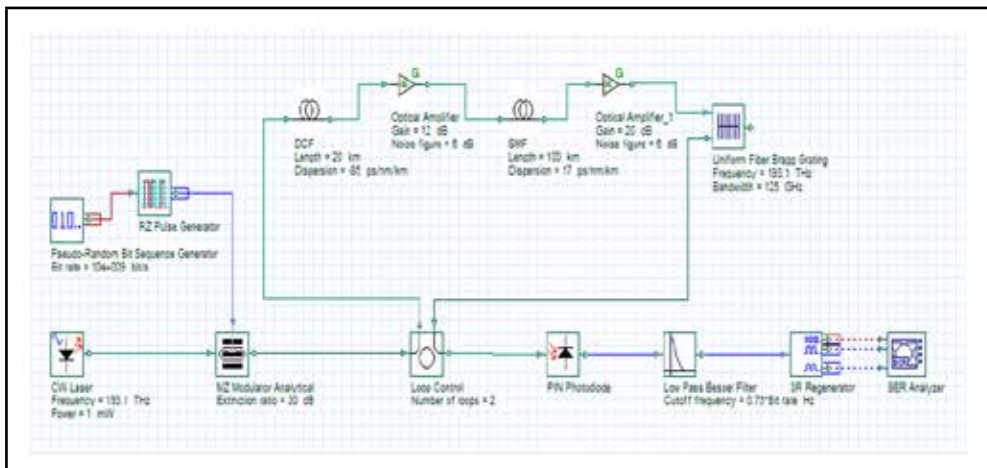 G
G
DCF
Length = 20 km
Dispersion = -85 ps/nm/km
Optical Amplifier
Gain = 12 dB
Noise figure = 6 dB
SMF
Length = 100 km
Dispersion = 17 ps/nm/km
Optical Amplifier_1
Gain = 20 dB
Noise figure = 6 dB
Uniform Fiber Bragg Grating
Frequency = 193.1 THz
Bandwidth = 125 GHz
RZ Pulse Generator
010...
Pseudo-Random Bit Sequence Generator
Bit rate = 10e+009 bit/s
CW Laser
Frequency = 193.1 THz
Power = 1 mW
MZ Modulator Analytical
Extinction ratio = 30 dB
Loop Control
Number of loops = 2
PIN Photodiode
Low Pass Bessel Filter
Cutoff frequency = 0.75*Bit rate Hz
3R Regenerator
BER Analyzer